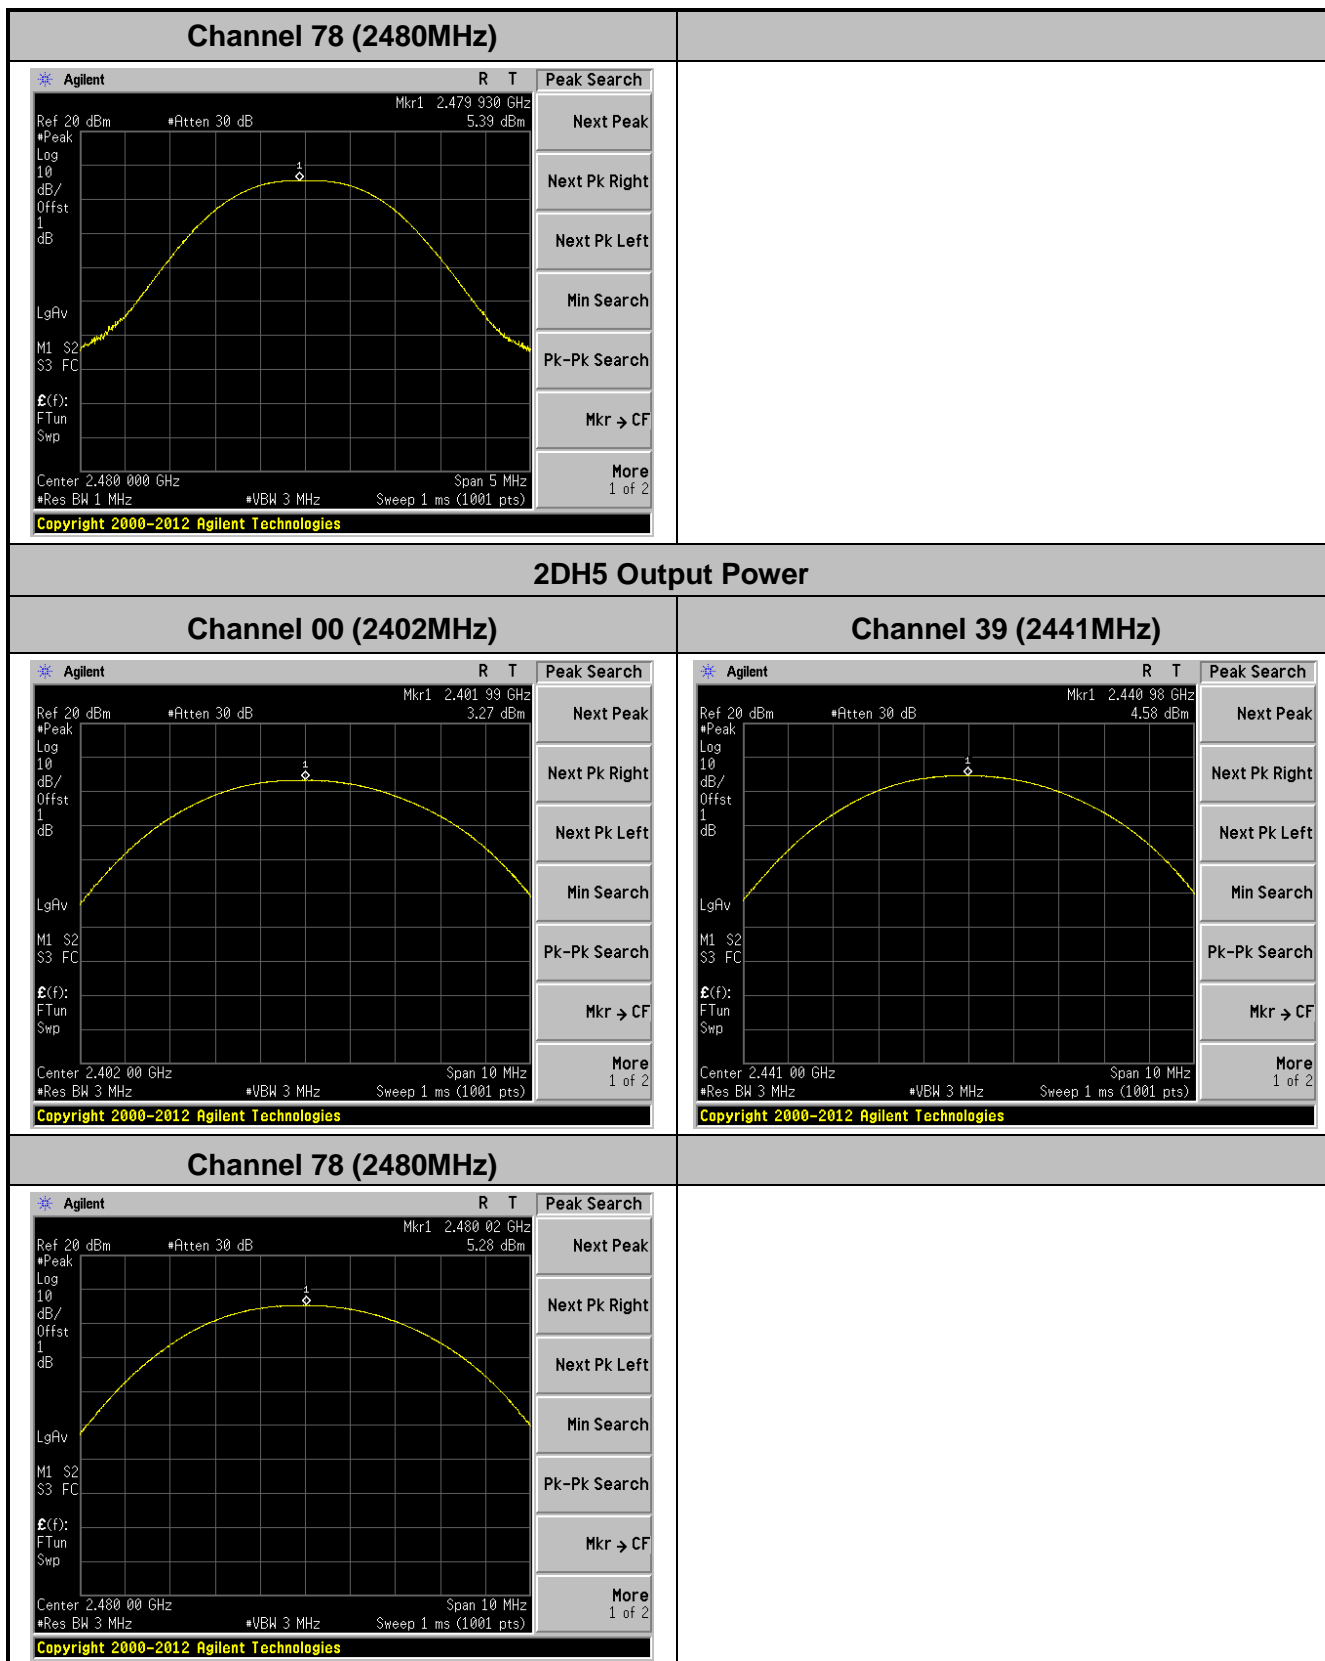 Channel 78 (2480MHz)
Agilent R T Peak Search
Mkr1 2.479 930 GHz
Ref 20 dBm #Atten 30 dB 5.39 dBm
#Peak
Log
10
dB/
Offst
1
dB
LgAv
M1 S2
S3 FC
£(f):
FTun
Swp
1
Center 2.480 000 GHz Span 5 MHz
#Res BW 1 MHz #VBW 3 MHz Sweep 1 ms (1001 pts)
Copyright 2000-2012 Agilent Technologies
Next Peak
Next Pk Right
Next Pk Left
Min Search
Pk-Pk Search
Mkr → CF
More
1 of 2
2DH5 Output Power
Channel 00 (2402MHz)
Agilent R T Peak Search
Mkr1 2.401 99 GHz
Ref 20 dBm #Atten 30 dB 3.27 dBm
#Peak
Log
10
dB/
Offst
1
dB
LgAv
M1 S2
S3 FC
£(f):
FTun
Swp
1
Center 2.402 00 GHz Span 10 MHz
#Res BW 3 MHz #VBW 3 MHz Sweep 1 ms (1001 pts)
Copyright 2000-2012 Agilent Technologies
Next Peak
Next Pk Right
Next Pk Left
Min Search
Pk-Pk Search
Mkr → CF
More
1 of 2
Channel 39 (2441MHz)
Agilent R T Peak Search
Mkr1 2.440 98 GHz
Ref 20 dBm #Atten 30 dB 4.58 dBm
#Peak
Log
10
dB/
Offst
1
dB
LgAv
M1 S2
S3 FC
£(f):
FTun
Swp
1
Center 2.441 00 GHz Span 10 MHz
#Res BW 3 MHz #VBW 3 MHz Sweep 1 ms (1001 pts)
Copyright 2000-2012 Agilent Technologies
Next Peak
Next Pk Right
Next Pk Left
Min Search
Pk-Pk Search
Mkr → CF
More
1 of 2
Channel 78 (2480MHz)
Agilent R T Peak Search
Mkr1 2.480 02 GHz
Ref 20 dBm #Atten 30 dB 5.28 dBm
#Peak
Log
10
dB/
Offst
1
dB
LgAv
M1 S2
S3 FC
£(f):
FTun
Swp
1
Center 2.480 00 GHz Span 10 MHz
#Res BW 3 MHz #VBW 3 MHz Sweep 1 ms (1001 pts)
Copyright 2000-2012 Agilent Technologies
Next Peak
Next Pk Right
Next Pk Left
Min Search
Pk-Pk Search
Mkr → CF
More
1 of 2